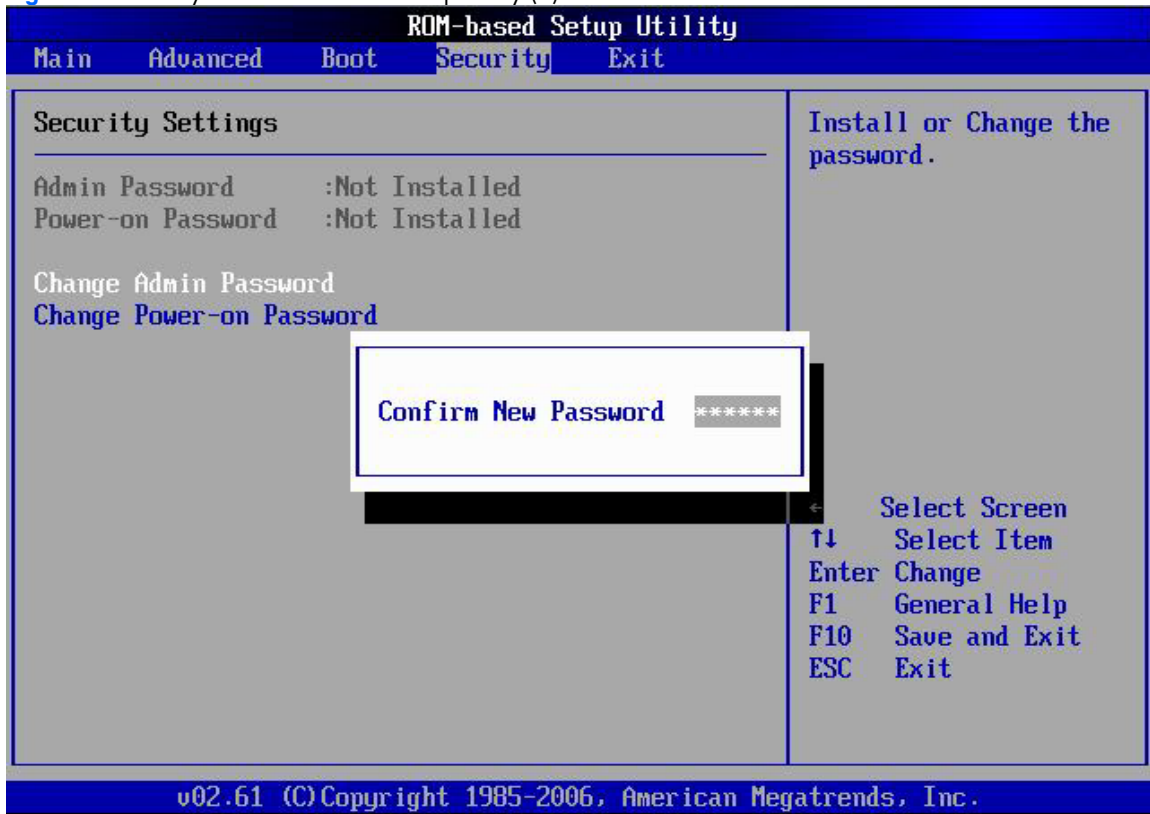 ROM-based Setup Utility
Main Advanced Boot Security Exit
Security Settings
Admin Password :Not Installed
Power-on Password :Not Installed
Change Admin Password
Change Power-on Password
Confirm New Password ******
Install or Change the
password.
← Select Screen
↑↓ Select Item
Enter Change
F1 General Help
F10 Save and Exit
ESC Exit
v02.61 (C)Copyright 1985-2006, American Megatrends, Inc.